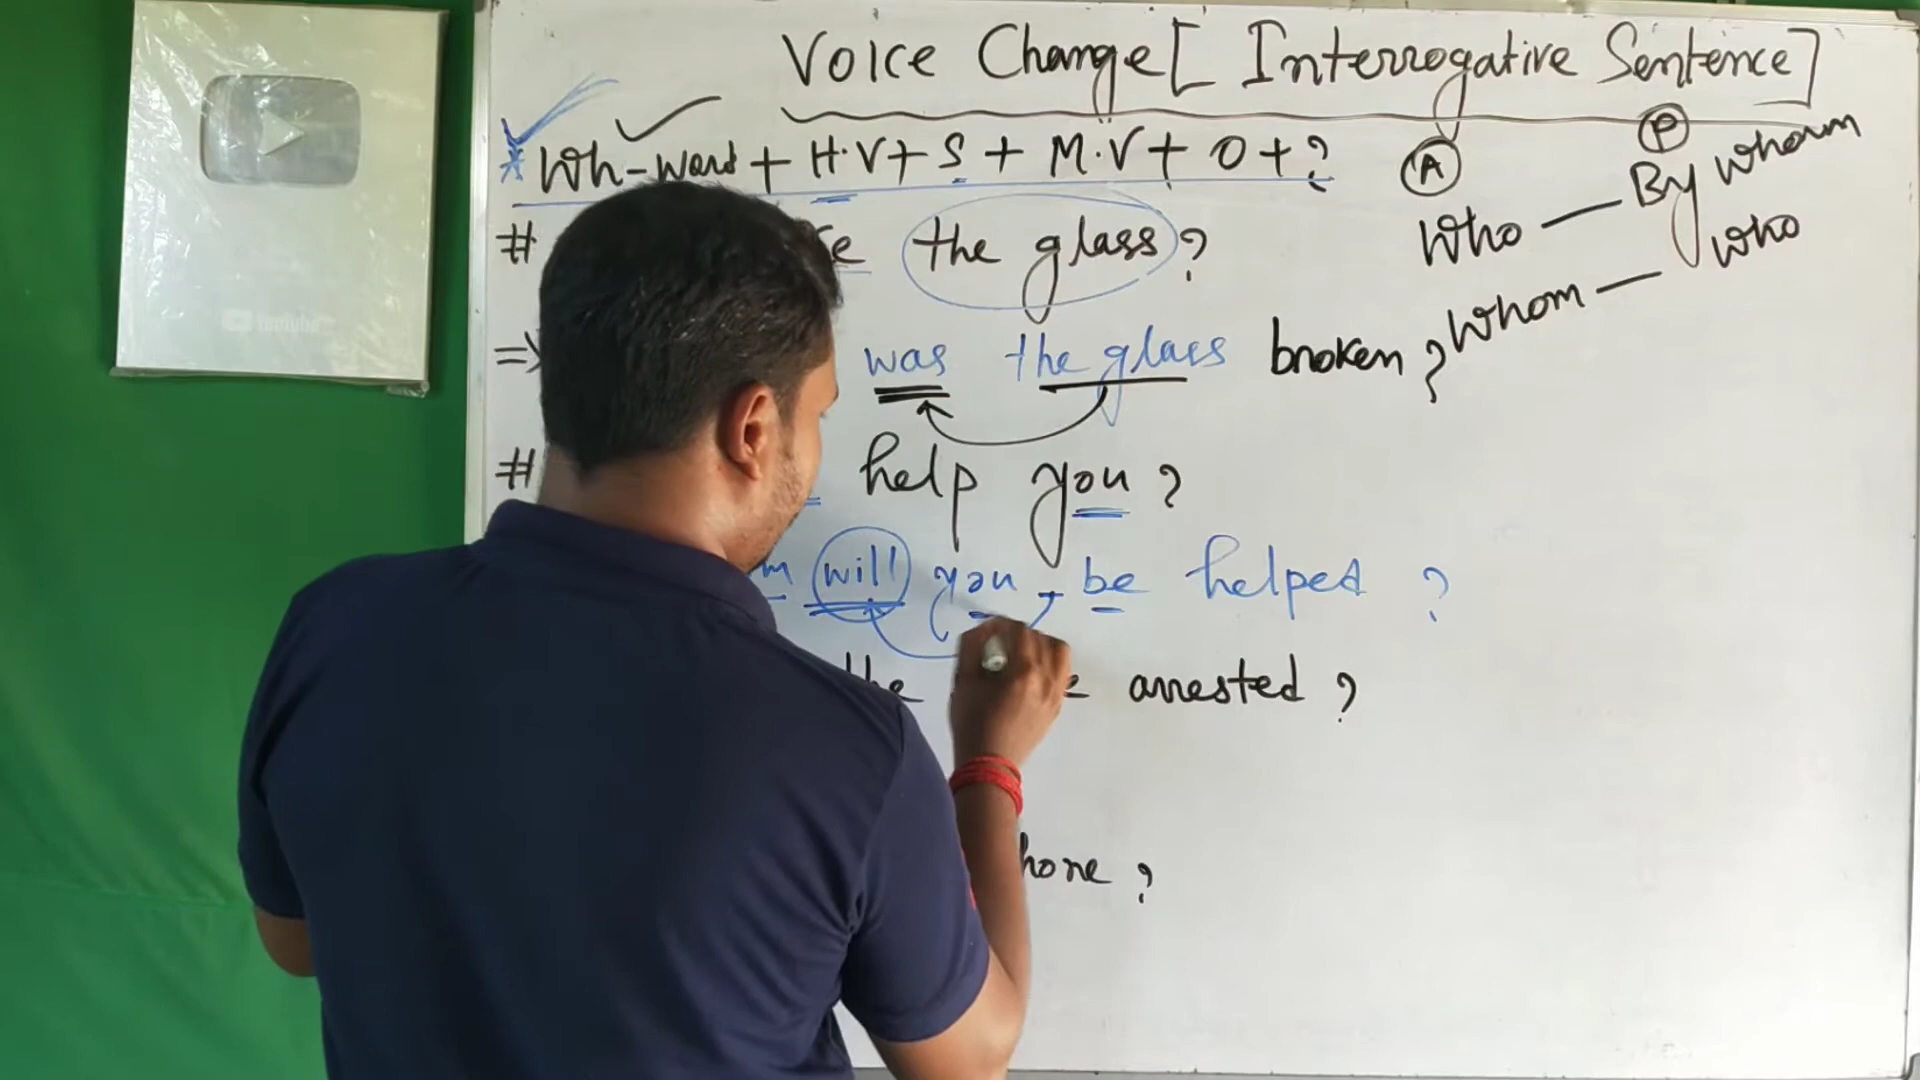 Voice Change [ Interrogative Sentence ]
* Wh-word + H.V + S + M.V + O + ?
# the glass ?
=> was the glass broken ?
# help you ?
will you be helped ?
the arrested ?
?
A P
Who — By whom
Whom — who